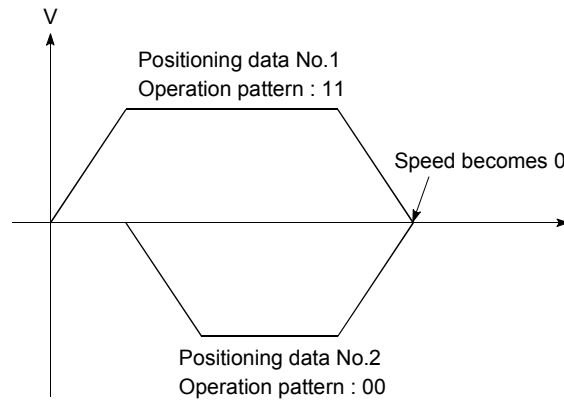 V
Positioning data No.1
Operation pattern : 11
Speed becomes 0
Positioning data No.2
Operation pattern : 00